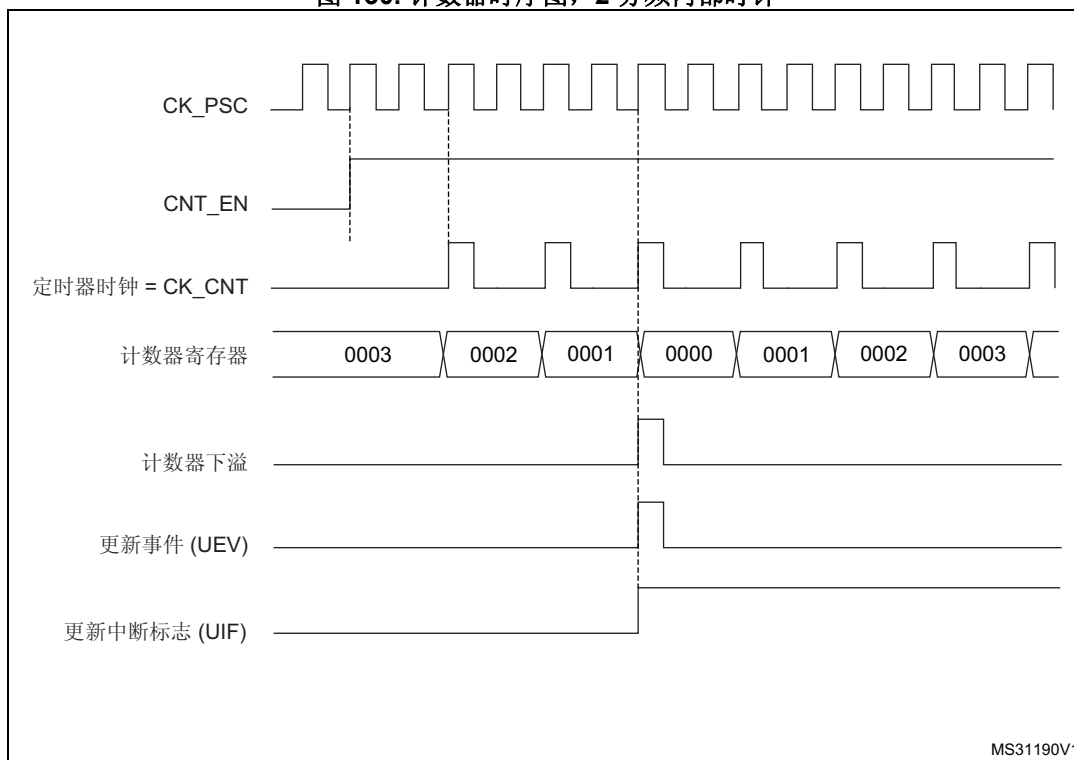 CK_PSC
CNT_EN
定时器时钟 = CK_CNT
计数器寄存器 0003 0002 0001 0000 0001 0002 0003
计数器下溢
更新事件 (UEV)
更新中断标志 (UIF)
MS31190V1